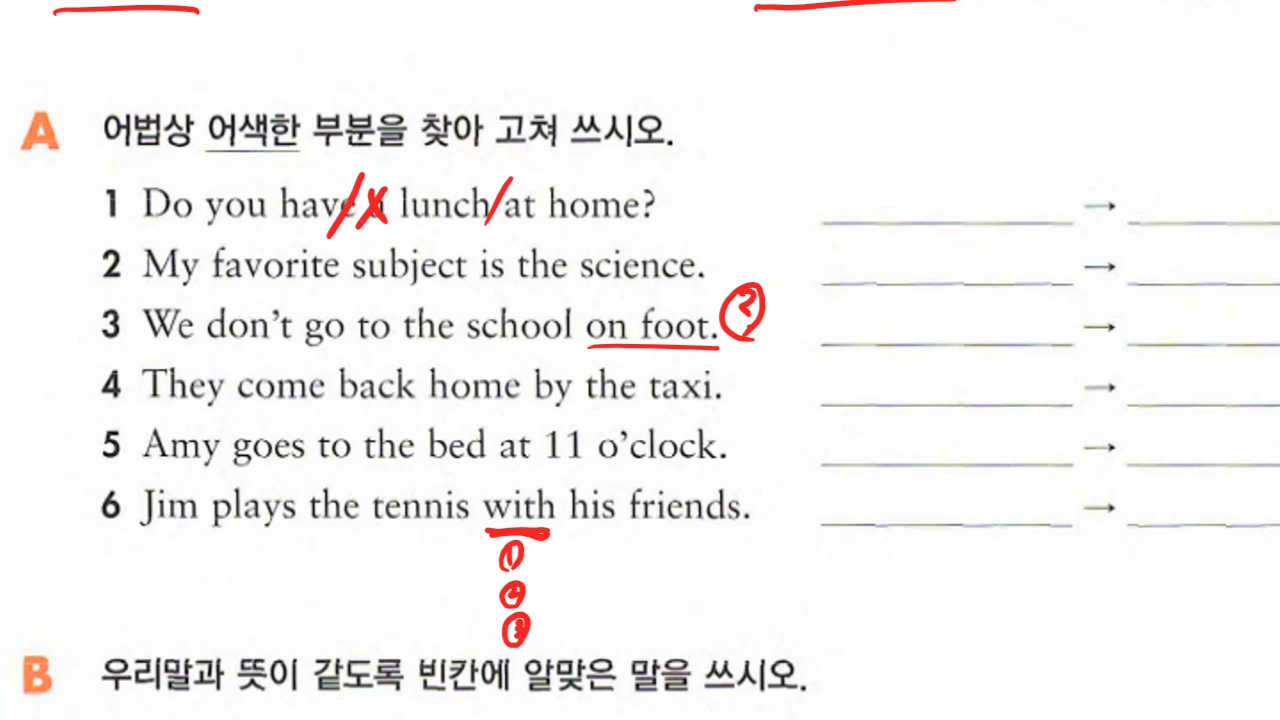 A 어법상 어색한 부분을 찾아 고쳐 쓰시오.
1 Do you have a lunch at home? →
2 My favorite subject is the science. →
3 We don't go to the school on foot. ② →
4 They come back home by the taxi. →
5 Amy goes to the bed at 11 o'clock. →
6 Jim plays the tennis with his friends. →
①
②
③
B 우리말과 뜻이 같도록 빈칸에 알맞은 말을 쓰시오.